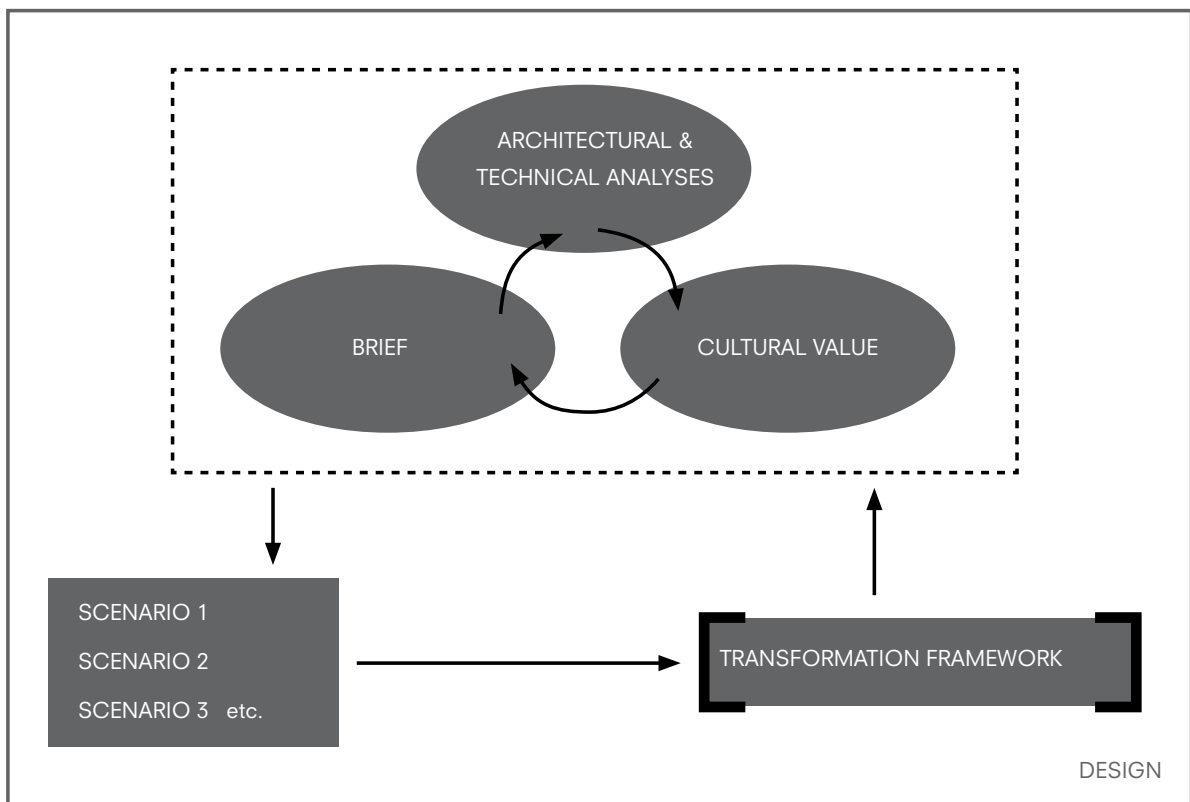 ARCHITECTURAL &
TECHNICAL ANALYSES
BRIEF
CULTURAL VALUE
SCENARIO 1
SCENARIO 2
SCENARIO 3 etc.
TRANSFORMATION FRAMEWORK
DESIGN